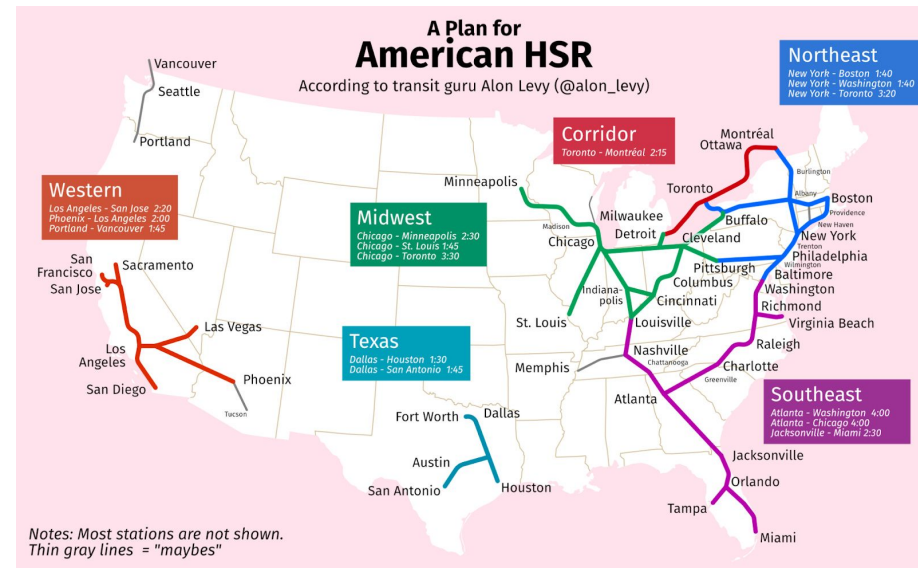 A Plan for
American HSR
According to transit guru Alon Levy (@alon_levy)
Northeast
New York - Boston 1:40
New York - Washington 1:40
New York - Toronto 3:20
Corridor
Toronto - Montréal 2:15
Western
Los Angeles - San Jose 2:20
Phoenix - Los Angeles 2:00
Portland - Vancouver 1:45
Midwest
Chicago - Minneapolis 2:30
Chicago - St. Louis 1:45
Chicago - Toronto 3:30
Texas
Dallas - Houston 1:30
Dallas - San Antonio 1:45
Southeast
Atlanta - Washington 4:00
Atlanta - Chicago 4:00
Jacksonville - Miami 2:30
Vancouver
Seattle
Portland
San
Francisco
San Jose
Sacramento
Las Vegas
Los
Angeles
San Diego
Phoenix
Tucson
Fort Worth
Dallas
Austin
San Antonio
Houston
Minneapolis
Madison
Milwaukee
Chicago
Detroit
Toronto
Ottawa
Montréal
Burlington
Albany
Boston
Providence
New Haven
New York
Trenton
Philadelphia
Wilmington
Baltimore
Washington
Buffalo
Cleveland
Pittsburgh
Columbus
Cincinnati
Indiana-
polis
St. Louis
Louisville
Nashville
Chattanooga
Memphis
Richmond
Virginia Beach
Raleigh
Charlotte
Greenville
Atlanta
Jacksonville
Orlando
Tampa
Miami
Notes: Most stations are not shown.
Thin gray lines = "maybes"